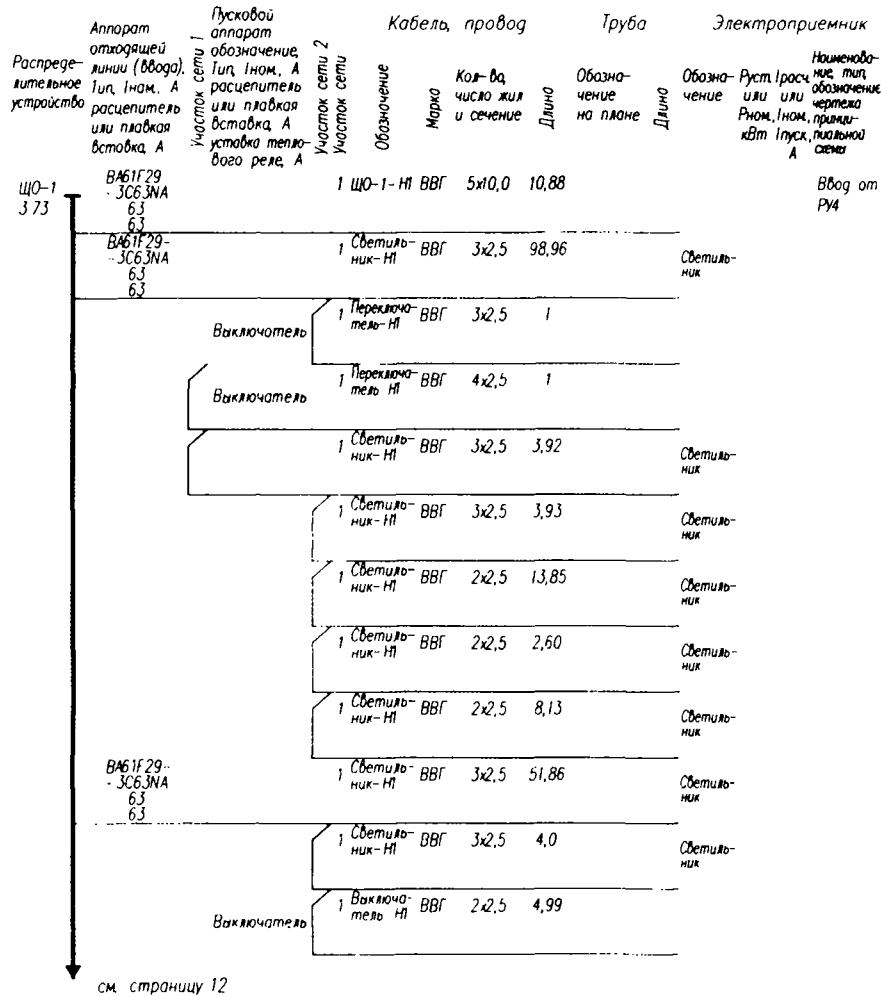 Распреде-
лительное
устройство
Аппарат
отходящей
линии (ввода),
Тип, Iном., А
расцепитель
или плавкая
вставка, А
Участок сети 1
Пусковой
аппарат
обозначение,
Тип, Iном., А
расцепитель
или плавкая
вставка, А
уставка тепло-
вого реле, А
Участок сети 2
Участок сети
Кабель, провод
Обозначение
Марка
Кол-во,
число жил
и сечение
Длина
Труба
Обозна-
чение
на плане
Длина
Электроприемник
Обозна-
чение
Руст.
или
Рном,
кВт
Iрасч.
или
Iном,
Iпуск,
А
Наименова-
ние, тип,
обозначение
чертежа
принци-
пиальной
схемы
ЩО-1
3 73
ВА61F29
-3C63NA
63
63
1 ЩО-1-Н1 ВВГ 5х10,0 10,88
Ввод от
РУ4
ВА61F29-
-3C63NA
63
63
1 Светиль-
ник-Н1 ВВГ 3х2,5 98,96
Светиль-
ник
Выключатель
1 Переключа-
тель-Н1 ВВГ 3х2,5 1
Выключатель
1 Переключа-
тель Н1 ВВГ 4х2,5 1
1 Светиль-
ник-Н1 ВВГ 3х2,5 3,92
Светиль-
ник
1 Светиль-
ник-Н1 ВВГ 3х2,5 3,93
Светиль-
ник
1 Светиль-
ник-Н1 ВВГ 2х2,5 13,85
Светиль-
ник
1 Светиль-
ник-Н1 ВВГ 2х2,5 2,60
Светиль-
ник
1 Светиль-
ник-Н1 ВВГ 2х2,5 8,13
Светиль-
ник
ВА61F29-
-3C63NA
63
63
1 Светиль-
ник-Н1 ВВГ 3х2,5 51,86
Светиль-
ник
1 Светиль-
ник-Н1 ВВГ 3х2,5 4,0
Светиль-
ник
Выключатель
1 Выключа-
тель Н1 ВВГ 2х2,5 4,99
см. страницу 12